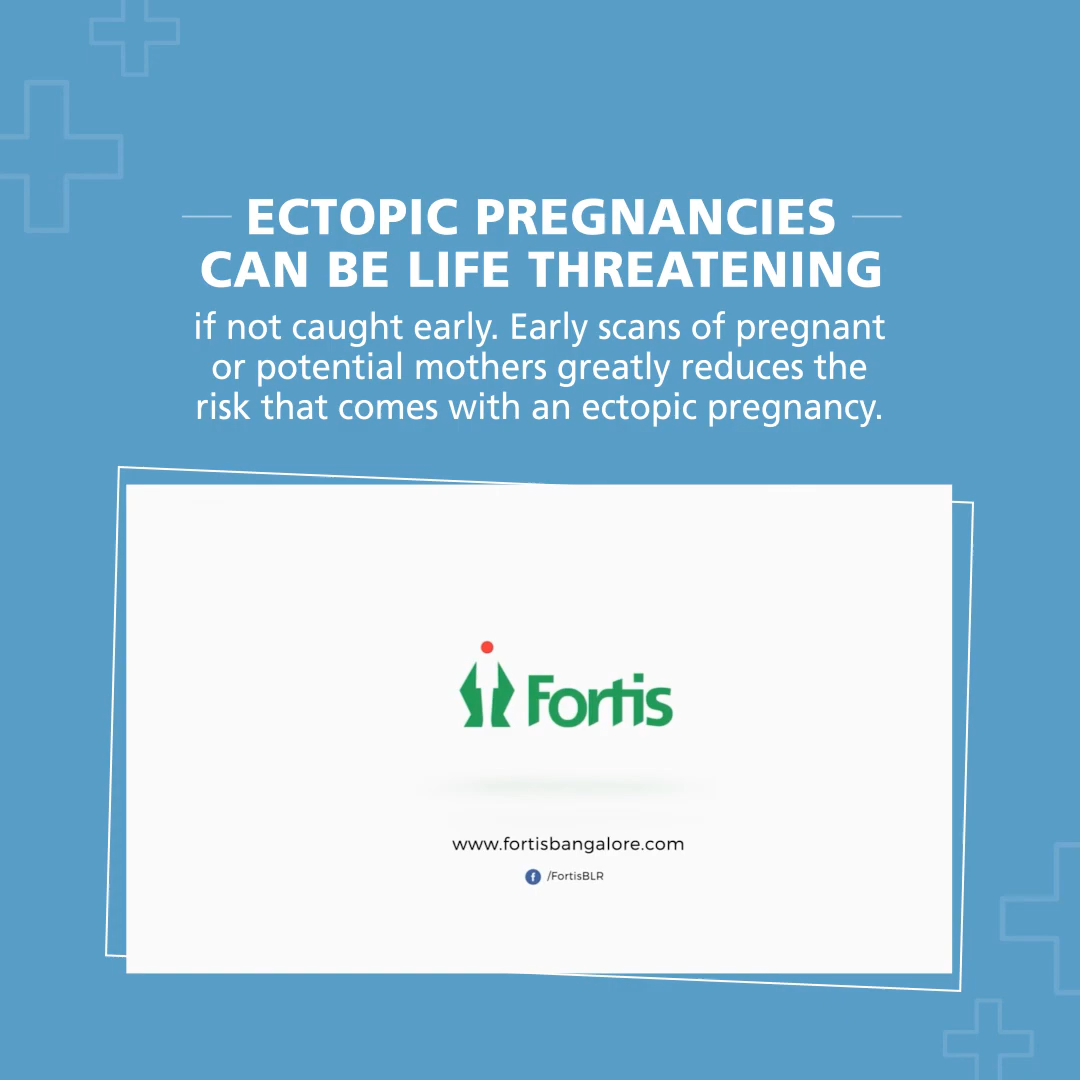 ECTOPIC PREGNANCIES
CAN BE LIFE THREATENING
if not caught early. Early scans of pregnant
or potential mothers greatly reduces the
risk that comes with an ectopic pregnancy.
Fortis
www.fortisbangalore.com
/FortisBLR